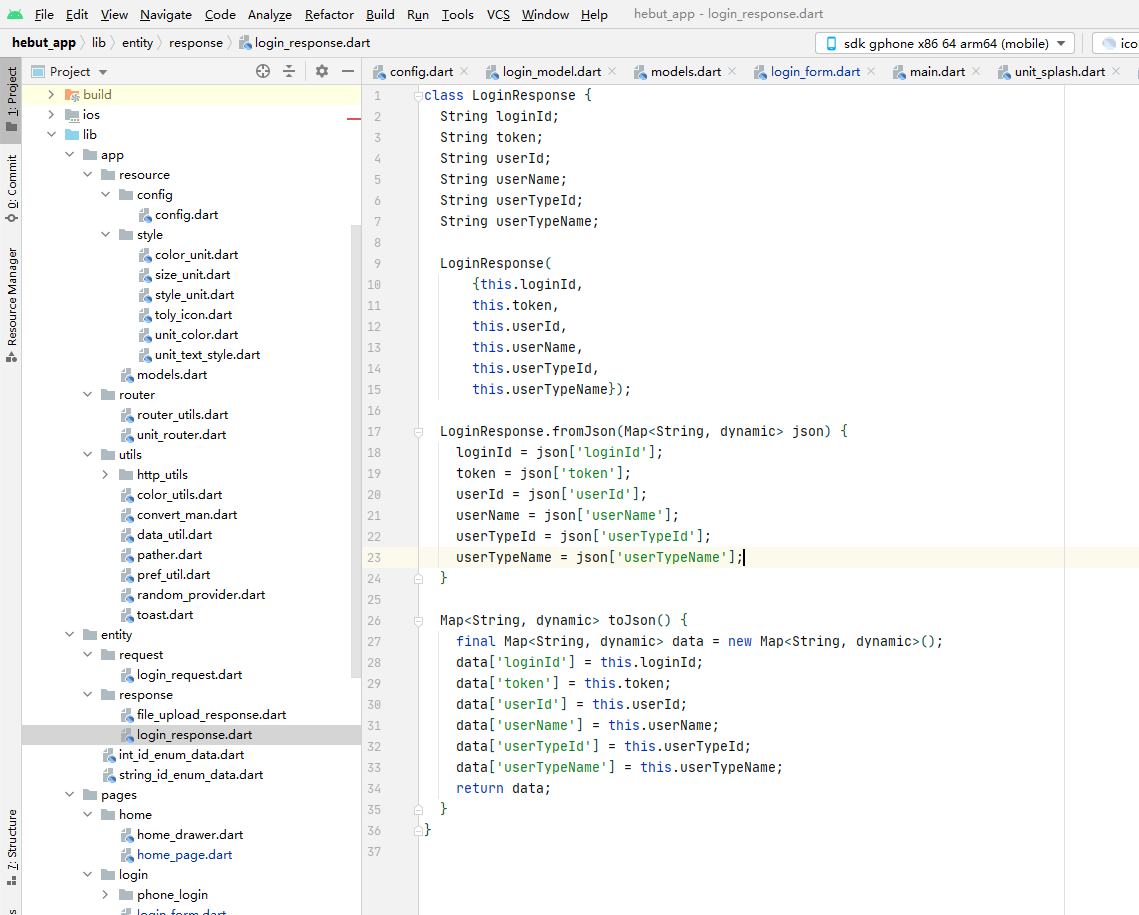 File Edit View Navigate Code Analyze Refactor Build Run Tools VCS Window Help hebut_app - login_response.dart
hebut_app lib entity response login_response.dart sdk gphone x86 64 arm64 (mobile) ico
Project config.dart login_model.dart models.dart login_form.dart main.dart unit_splash.dart
1: Project
0: Commit
Resource Manager
7: Structure
build
ios
lib
app
resource
config
config.dart
style
color_unit.dart
size_unit.dart
style_unit.dart
toly_icon.dart
unit_color.dart
unit_text_style.dart
models.dart
router
router_utils.dart
unit_router.dart
utils
http_utils
color_utils.dart
convert_man.dart
data_util.dart
pather.dart
pref_util.dart
random_provider.dart
toast.dart
entity
request
login_request.dart
response
file_upload_response.dart
login_response.dart
int_id_enum_data.dart
string_id_enum_data.dart
pages
home
home_drawer.dart
home_page.dart
login
phone_login
login_form.dart
1 class LoginResponse {
2 String loginId;
3 String token;
4 String userId;
5 String userName;
6 String userTypeId;
7 String userTypeName;
8
9 LoginResponse(
10 {this.loginId,
11 this.token,
12 this.userId,
13 this.userName,
14 this.userTypeId,
15 this.userTypeName});
16
17 LoginResponse.fromJson(Map<String, dynamic> json) {
18 loginId = json['loginId'];
19 token = json['token'];
20 userId = json['userId'];
21 userName = json['userName'];
22 userTypeId = json['userTypeId'];
23 userTypeName = json['userTypeName'];
24 }
25
26 Map<String, dynamic> toJson() {
27 final Map<String, dynamic> data = new Map<String, dynamic>();
28 data['loginId'] = this.loginId;
29 data['token'] = this.token;
30 data['userId'] = this.userId;
31 data['userName'] = this.userName;
32 data['userTypeId'] = this.userTypeId;
33 data['userTypeName'] = this.userTypeName;
34 return data;
35 }
36 }
37